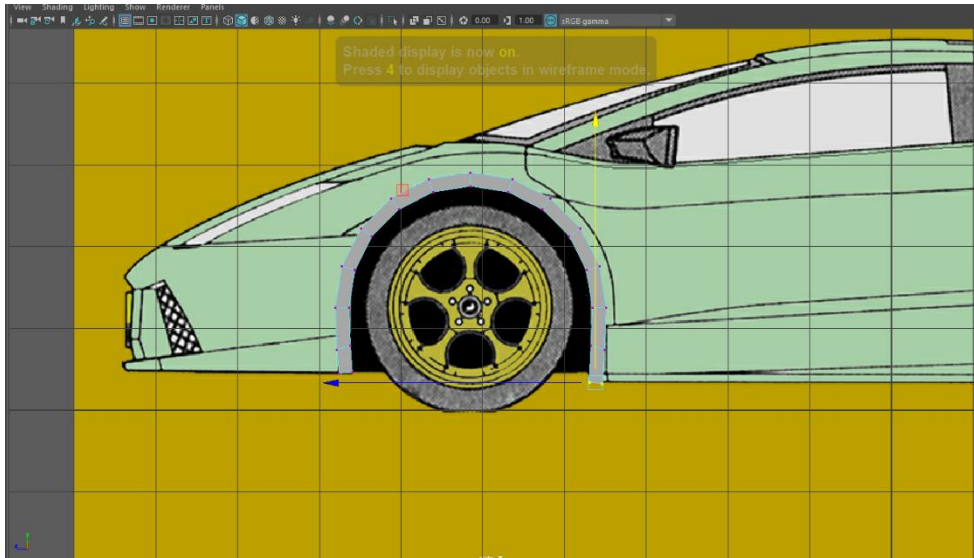 View Shading Lighting Show Renderer Panels
0.00 1.00 sRGB gamma
Shaded display is now on.
Press 4 to display objects in wireframe mode.